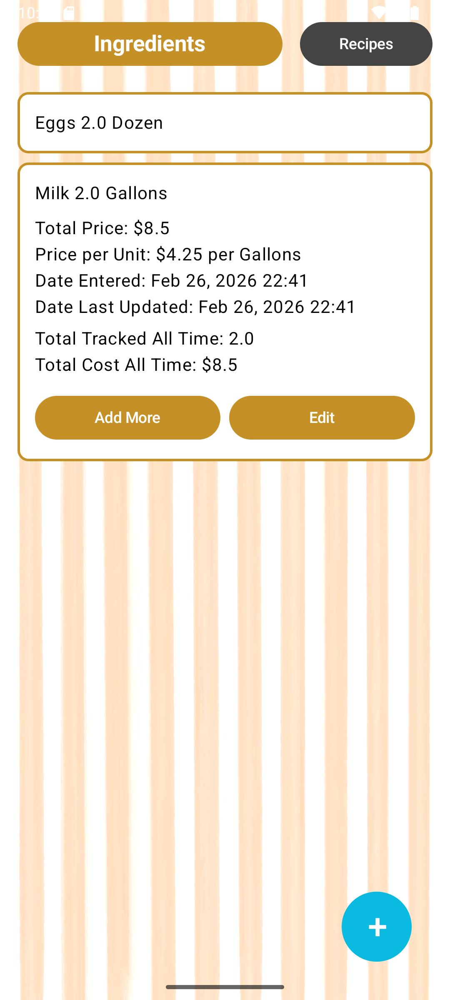 10:
Ingredients
Recipes
Eggs 2.0 Dozen
Milk 2.0 Gallons
Total Price: $8.5
Price per Unit: $4.25 per Gallons
Date Entered: Feb 26, 2026 22:41
Date Last Updated: Feb 26, 2026 22:41
Total Tracked All Time: 2.0
Total Cost All Time: $8.5
Add More
Edit
+